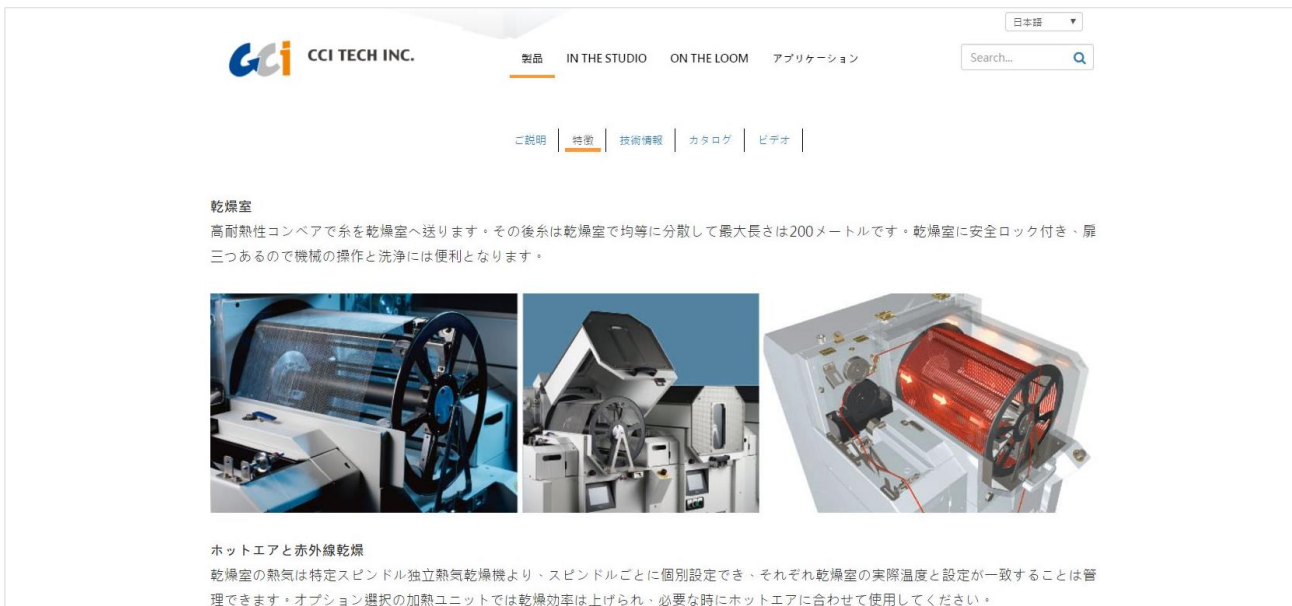 日本語 ▼
GCI CCI TECH INC.
製品 IN THE STUDIO ON THE LOOM アプリケーション
Search...
ご説明 特徵 技術情報 カタログ ビデオ
乾燥室
高耐熱性コンベアで糸を乾燥室へ送ります。その後糸は乾燥室で均等に分散して最大長さは200メートルです。乾燥室に安全ロック付き、扉
三つあるので機械の操作と洗浄には便利となります。
ホットエアと赤外線乾燥
乾燥室の熱気は特定スピンドル独立熱気乾燥機より、スピンドルごとに個別設定でき、それぞれ乾燥室の実際温度と設定が一致することは管
理できます。オプション選択の加熱ユニットでは乾燥効率は上げられ、必要な時にホットエアに合わせて使用してください。